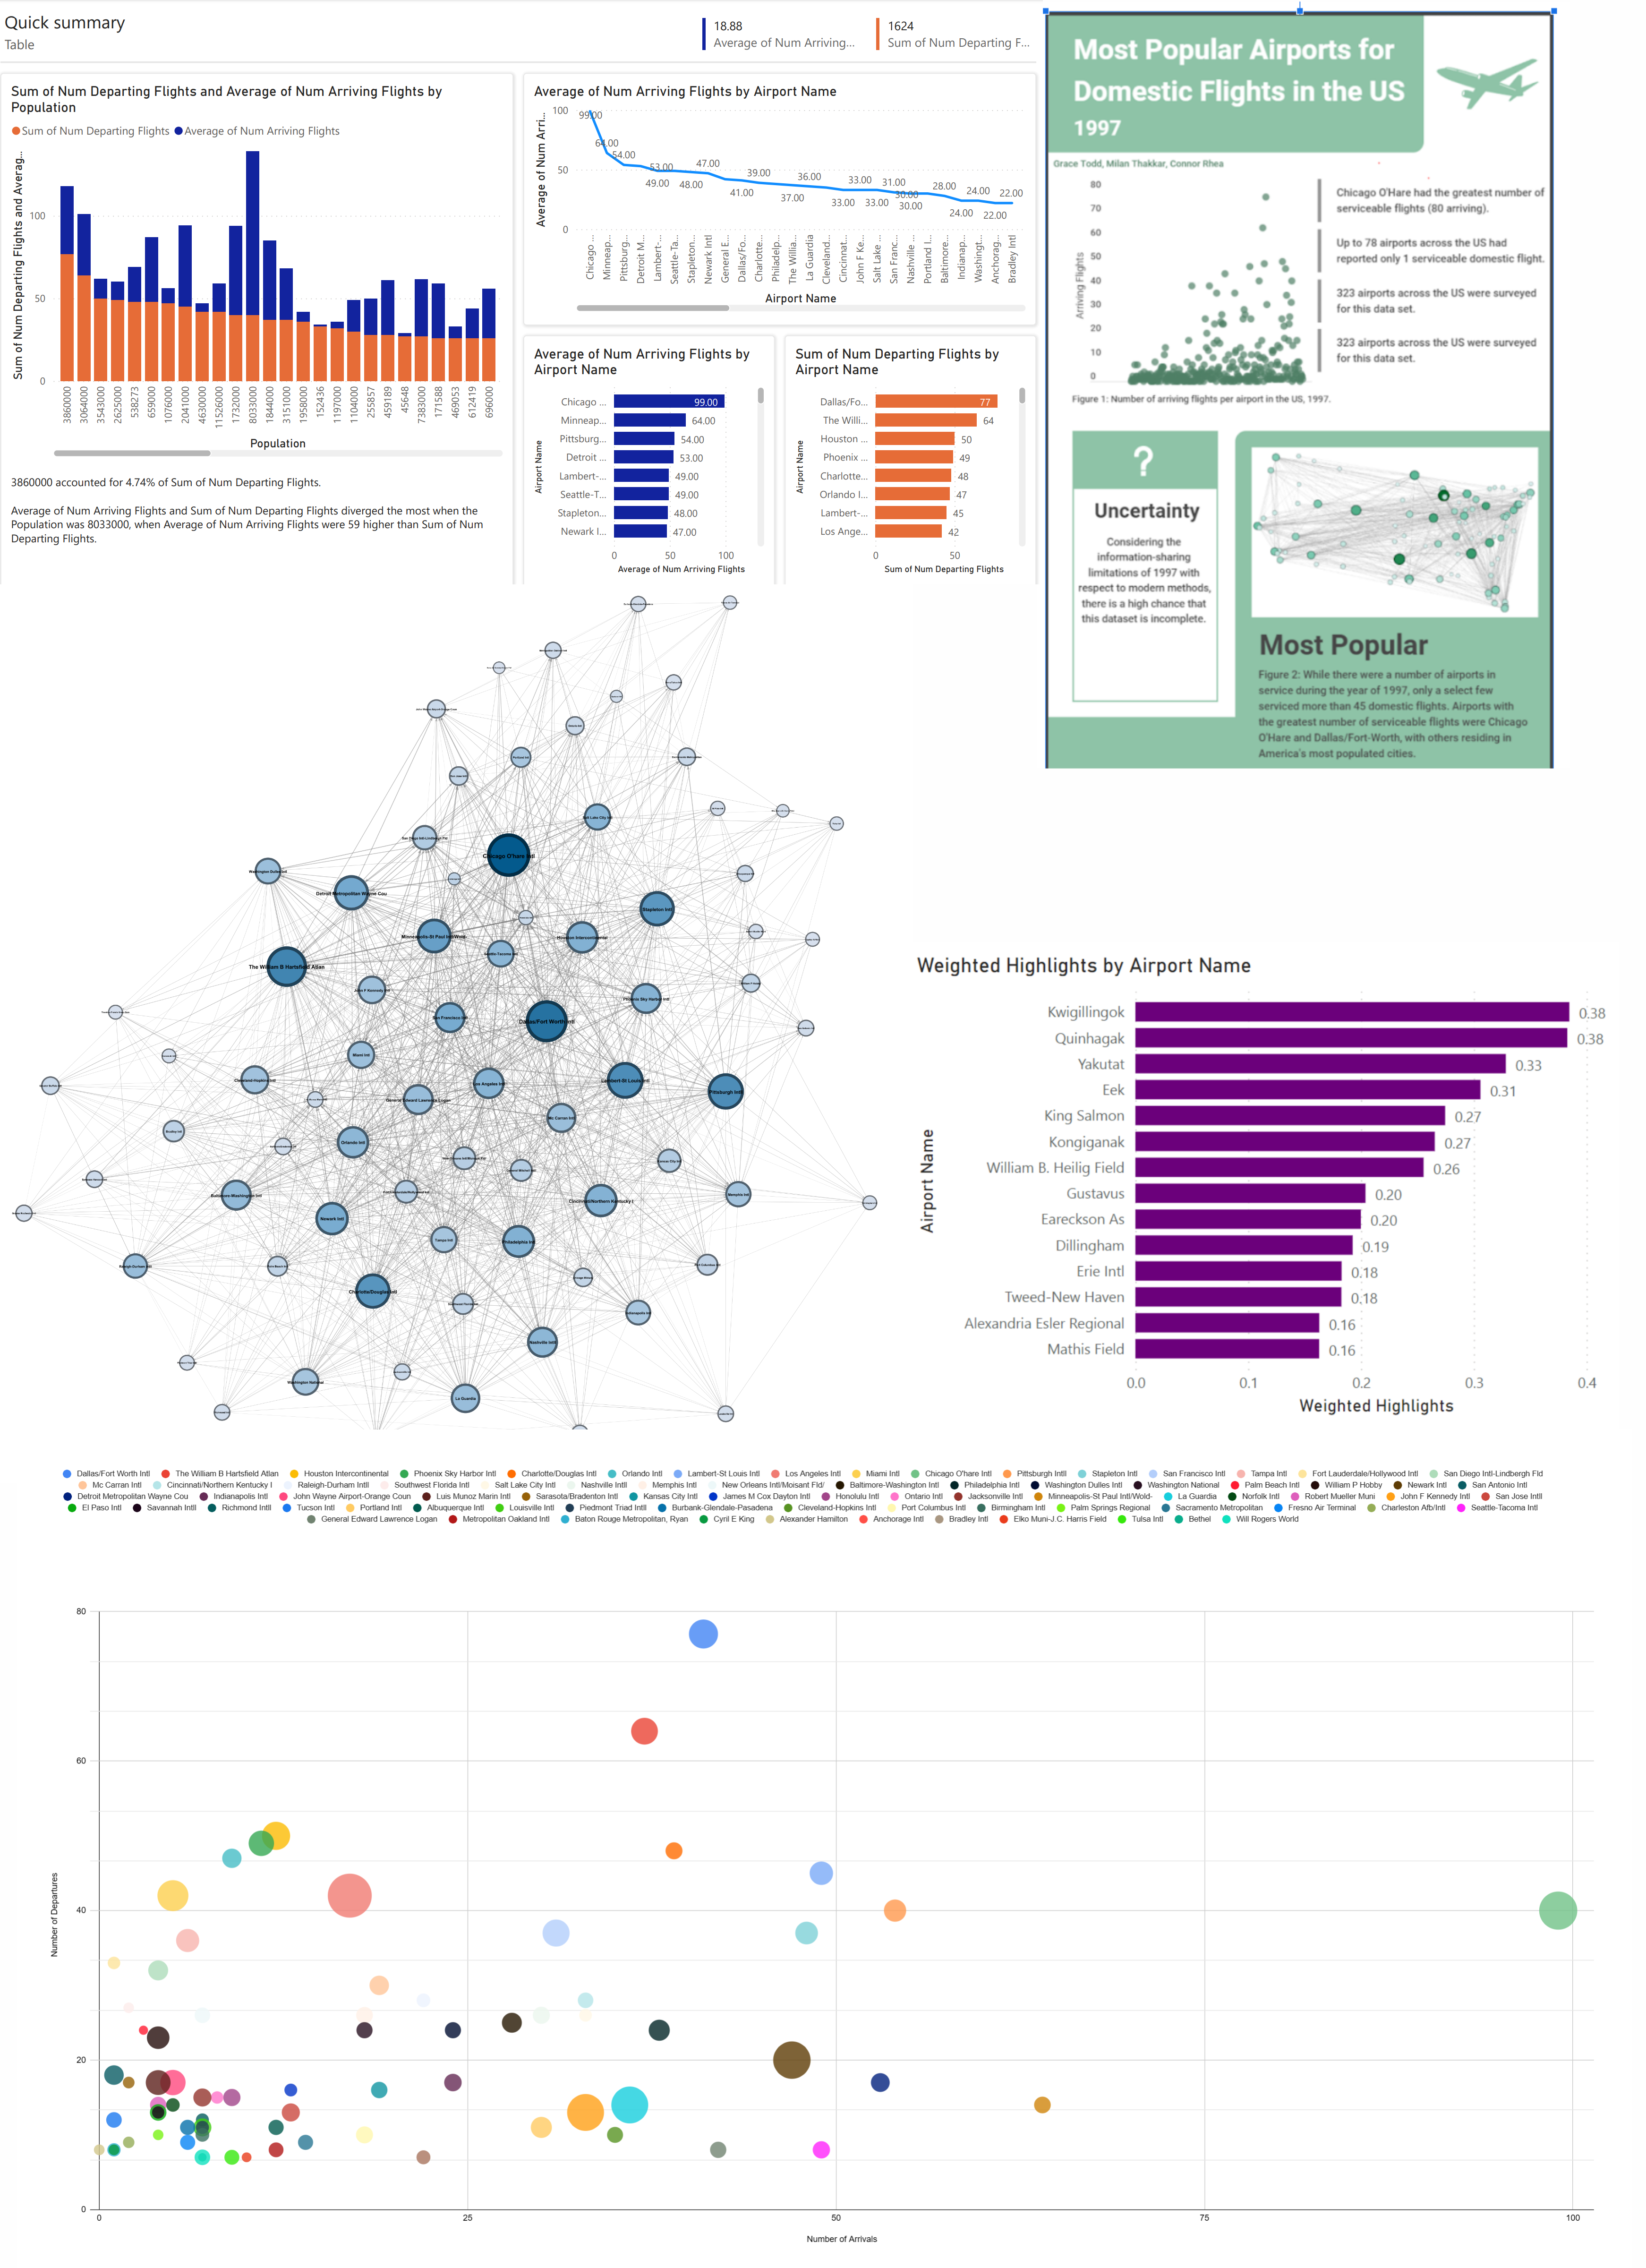 Quick summary
Table
18.88
Average of Num Arriving...
1624
Sum of Num Departing F...
Sum of Num Departing Flights and Average of Num Arriving Flights by
Population
Sum of Num Departing Flights Average of Num Arriving Flights
Sum of Num Departing Flights and Averag...
100
50
0
3860000
3064000
3543000
2625000
538273
659000
1076000
2041000
4630000
11526000
1732000
8033000
1844000
3151000
1958000
152436
1197000
1104000
255857
459189
45648
7383000
171588
469053
612419
696000
Population
3860000 accounted for 4.74% of Sum of Num Departing Flights.
Average of Num Arriving Flights and Sum of Num Departing Flights diverged the most when the
Population was 8033000, when Average of Num Arriving Flights were 59 higher than Sum of Num
Departing Flights.
Average of Num Arriving Flights by Airport Name
Average of Num Arri...
100
50
0
99.00
64.00
54.00
53.00
49.00
48.00
47.00
41.00
39.00
37.00
36.00
33.00
33.00
33.00
31.00
30.00
30.00
28.00
24.00
24.00
22.00
22.00
Chicago ...
Minneap...
Pittsburg...
Detroit M...
Lambert-...
Seattle-Ta...
Stapleton...
Newark Intl
General E...
Dallas/Fo...
Charlotte...
Philadelp...
The Willia...
La Guardia
Cleveland...
Cincinnat...
John F Ke...
Salt Lake ...
San Franc...
Nashville ...
Portland I...
Baltimore...
Indianap...
Washingt...
Anchorag...
Bradley Intl
Airport Name
Average of Num Arriving Flights by
Airport Name
Airport Name
Chicago ... 99.00
Minneap... 64.00
Pittsburg... 54.00
Detroit ... 53.00
Lambert-... 49.00
Seattle-T... 49.00
Stapleton... 48.00
Newark I... 47.00
0 50 100
Average of Num Arriving Flights
Sum of Num Departing Flights by
Airport Name
Airport Name
Dallas/Fo... 77
The Willi... 64
Houston ... 50
Phoenix ... 49
Charlotte... 48
Orlando I... 47
Lambert-... 45
Los Ange... 42
0 50
Sum of Num Departing Flights
Most Popular Airports for
Domestic Flights in the US
1997
Grace Todd, Milan Thakkar, Connor Rhea
Arriving Flights
80
70
60
50
40
30
20
10
0
Chicago O'Hare had the greatest number of
serviceable flights (80 arriving).
Up to 78 airports across the US had
reported only 1 serviceable domestic flight.
323 airports across the US were surveyed
for this data set.
323 airports across the US were surveyed
for this data set.
Figure 1: Number of arriving flights per airport in the US, 1997.
?
Uncertainty
Considering the
information-sharing
limitations of 1997 with
respect to modern methods,
there is a high chance that
this dataset is incomplete.
Most Popular
Figure 2: While there were a number of airports in
service during the year of 1997, only a select few
serviced more than 45 domestic flights. Airports with
the greatest number of serviceable flights were Chicago
O'Hare and Dallas/Fort-Worth, with others residing in
America's most populated cities.
Salt Lake City Intl
San Diego Intl-Lindbergh Fld
Chicago O'hare Intl
Washington Dulles Intl
Detroit Metropolitan Wayne Cou
Stapleton Intl
Minneapolis-St Paul Intl/Wold-
Houston Intercontinental
Seattle-Tacoma Intl
The William B Hartsfield Atlan
John F Kennedy Intl
Phoenix Sky Harbor Intl
San Francisco Intl
Dallas/Fort Worth Intl
Miami Intl
Cleveland-Hopkins Intl
Los Angeles Intl
Lambert-St Louis Intl
Pittsburgh Intl
General Edward Lawrence Logan
Mc Carran Intl
Bradley Intl
Orlando Intl
Kansas City Intl
Baltimore-Washington Intl
Cincinnati/Northern Kentucky I
Memphis Intl
Newark Intl
Tampa Intl
Philadelphia Intl
Raleigh-Durham Intl
Port Columbus Intl
Charlotte/Douglas Intl
Indianapolis Intl
Nashville Intl
Washington National
La Guardia
Weighted Highlights by Airport Name
Airport Name
Kwigillingok 0.38
Quinhagak 0.38
Yakutat 0.33
Eek 0.31
King Salmon 0.27
Kongiganak 0.27
William B. Heilig Field 0.26
Gustavus 0.20
Eareckson As 0.20
Dillingham 0.19
Erie Intl 0.18
Tweed-New Haven 0.18
Alexandria Esler Regional 0.16
Mathis Field 0.16
0.0 0.1 0.2 0.3 0.4
Weighted Highlights
Dallas/Fort Worth Intl The William B Hartsfield Atlan Houston Intercontinental Phoenix Sky Harbor Intl Charlotte/Douglas Intl Orlando Intl Lambert-St Louis Intl Los Angeles Intl Miami Intl Chicago O'hare Intl Pittsburgh Intll Stapleton Intl San Francisco Intl Tampa Intl Fort Lauderdale/Hollywood Intl San Diego Intl-Lindbergh Fld
Mc Carran Intl Cincinnati/Northern Kentucky I Raleigh-Durham Intll Southwest Florida Intl Salt Lake City Intl Nashville Intll Memphis Intl New Orleans Intl/Moisant Fld/ Baltimore-Washington Intl Philadelphia Intl Washington Dulles Intl Washington National Palm Beach Intl William P Hobby Newark Intl San Antonio Intl
Detroit Metropolitan Wayne Cou Indianapolis Intl John Wayne Airport-Orange Coun Luis Munoz Marin Intl Sarasota/Bradenton Intl Kansas City Intl James M Cox Dayton Intl Honolulu Intl Ontario Intl Jacksonville Intl Minneapolis-St Paul Intl/Wold- La Guardia Norfolk Intl Robert Mueller Muni John F Kennedy Intl San Jose Intll
El Paso Intl Savannah Intll Richmond Intll Tucson Intl Portland Intl Albuquerque Intl Louisville Intl Piedmont Triad Intll Burbank-Glendale-Pasadena Cleveland-Hopkins Intl Port Columbus Intl Birmingham Intl Palm Springs Regional Sacramento Metropolitan Fresno Air Terminal Charleston Afb/Intl Seattle-Tacoma Intl
General Edward Lawrence Logan Metropolitan Oakland Intl Baton Rouge Metropolitan, Ryan Cyril E King Alexander Hamilton Anchorage Intl Bradley Intl Elko Muni-J.C. Harris Field Tulsa Intl Bethel Will Rogers World
Number of Departures
80
60
40
20
0
0 25 50 75 100
Number of Arrivals